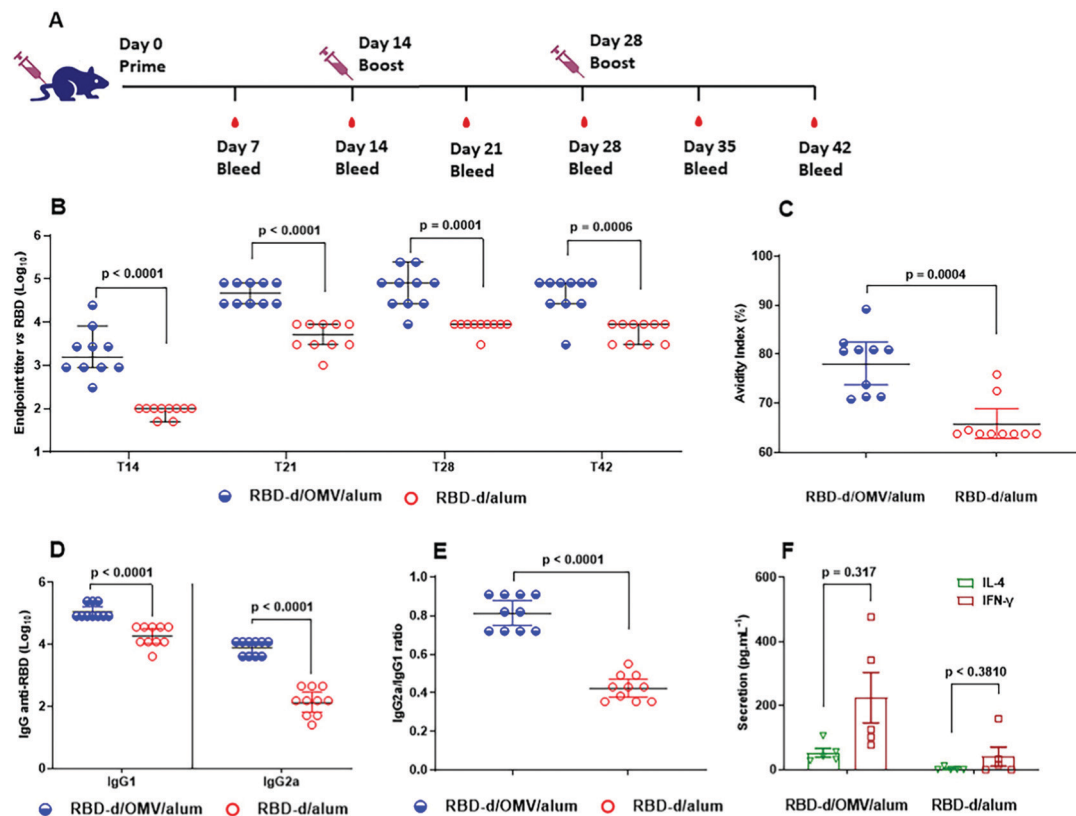 A
Day 0
Prime
Day 14
Boost
Day 28
Boost
Day 7
Bleed
Day 14
Bleed
Day 21
Bleed
Day 28
Bleed
Day 35
Bleed
Day 42
Bleed
B
Endpoint titer vs RBD (Log10)
6
5
4
3
2
1
p < 0.0001
p < 0.0001
p = 0.0001
p = 0.0006
T14
T21
T28
T42
RBD-d/OMV/alum
RBD-d/alum
C
Avidity Index (%)
100
90
80
70
60
p = 0.0004
RBD-d/OMV/alum
RBD-d/alum
D
IgG anti-RBD (Log10)
6
4
2
0
p < 0.0001
p < 0.0001
IgG1
IgG2a
RBD-d/OMV/alum
RBD-d/alum
E
IgG2a/IgG1 ratio
1.0
0.8
0.6
0.4
0.2
0.0
p < 0.0001
RBD-d/OMV/alum
RBD-d/alum
F
Secretion (pg.mL-1)
600
400
200
0
IL-4
IFN-γ
p = 0.317
p < 0.3810
RBD-d/OMV/alum
RBD-d/alum